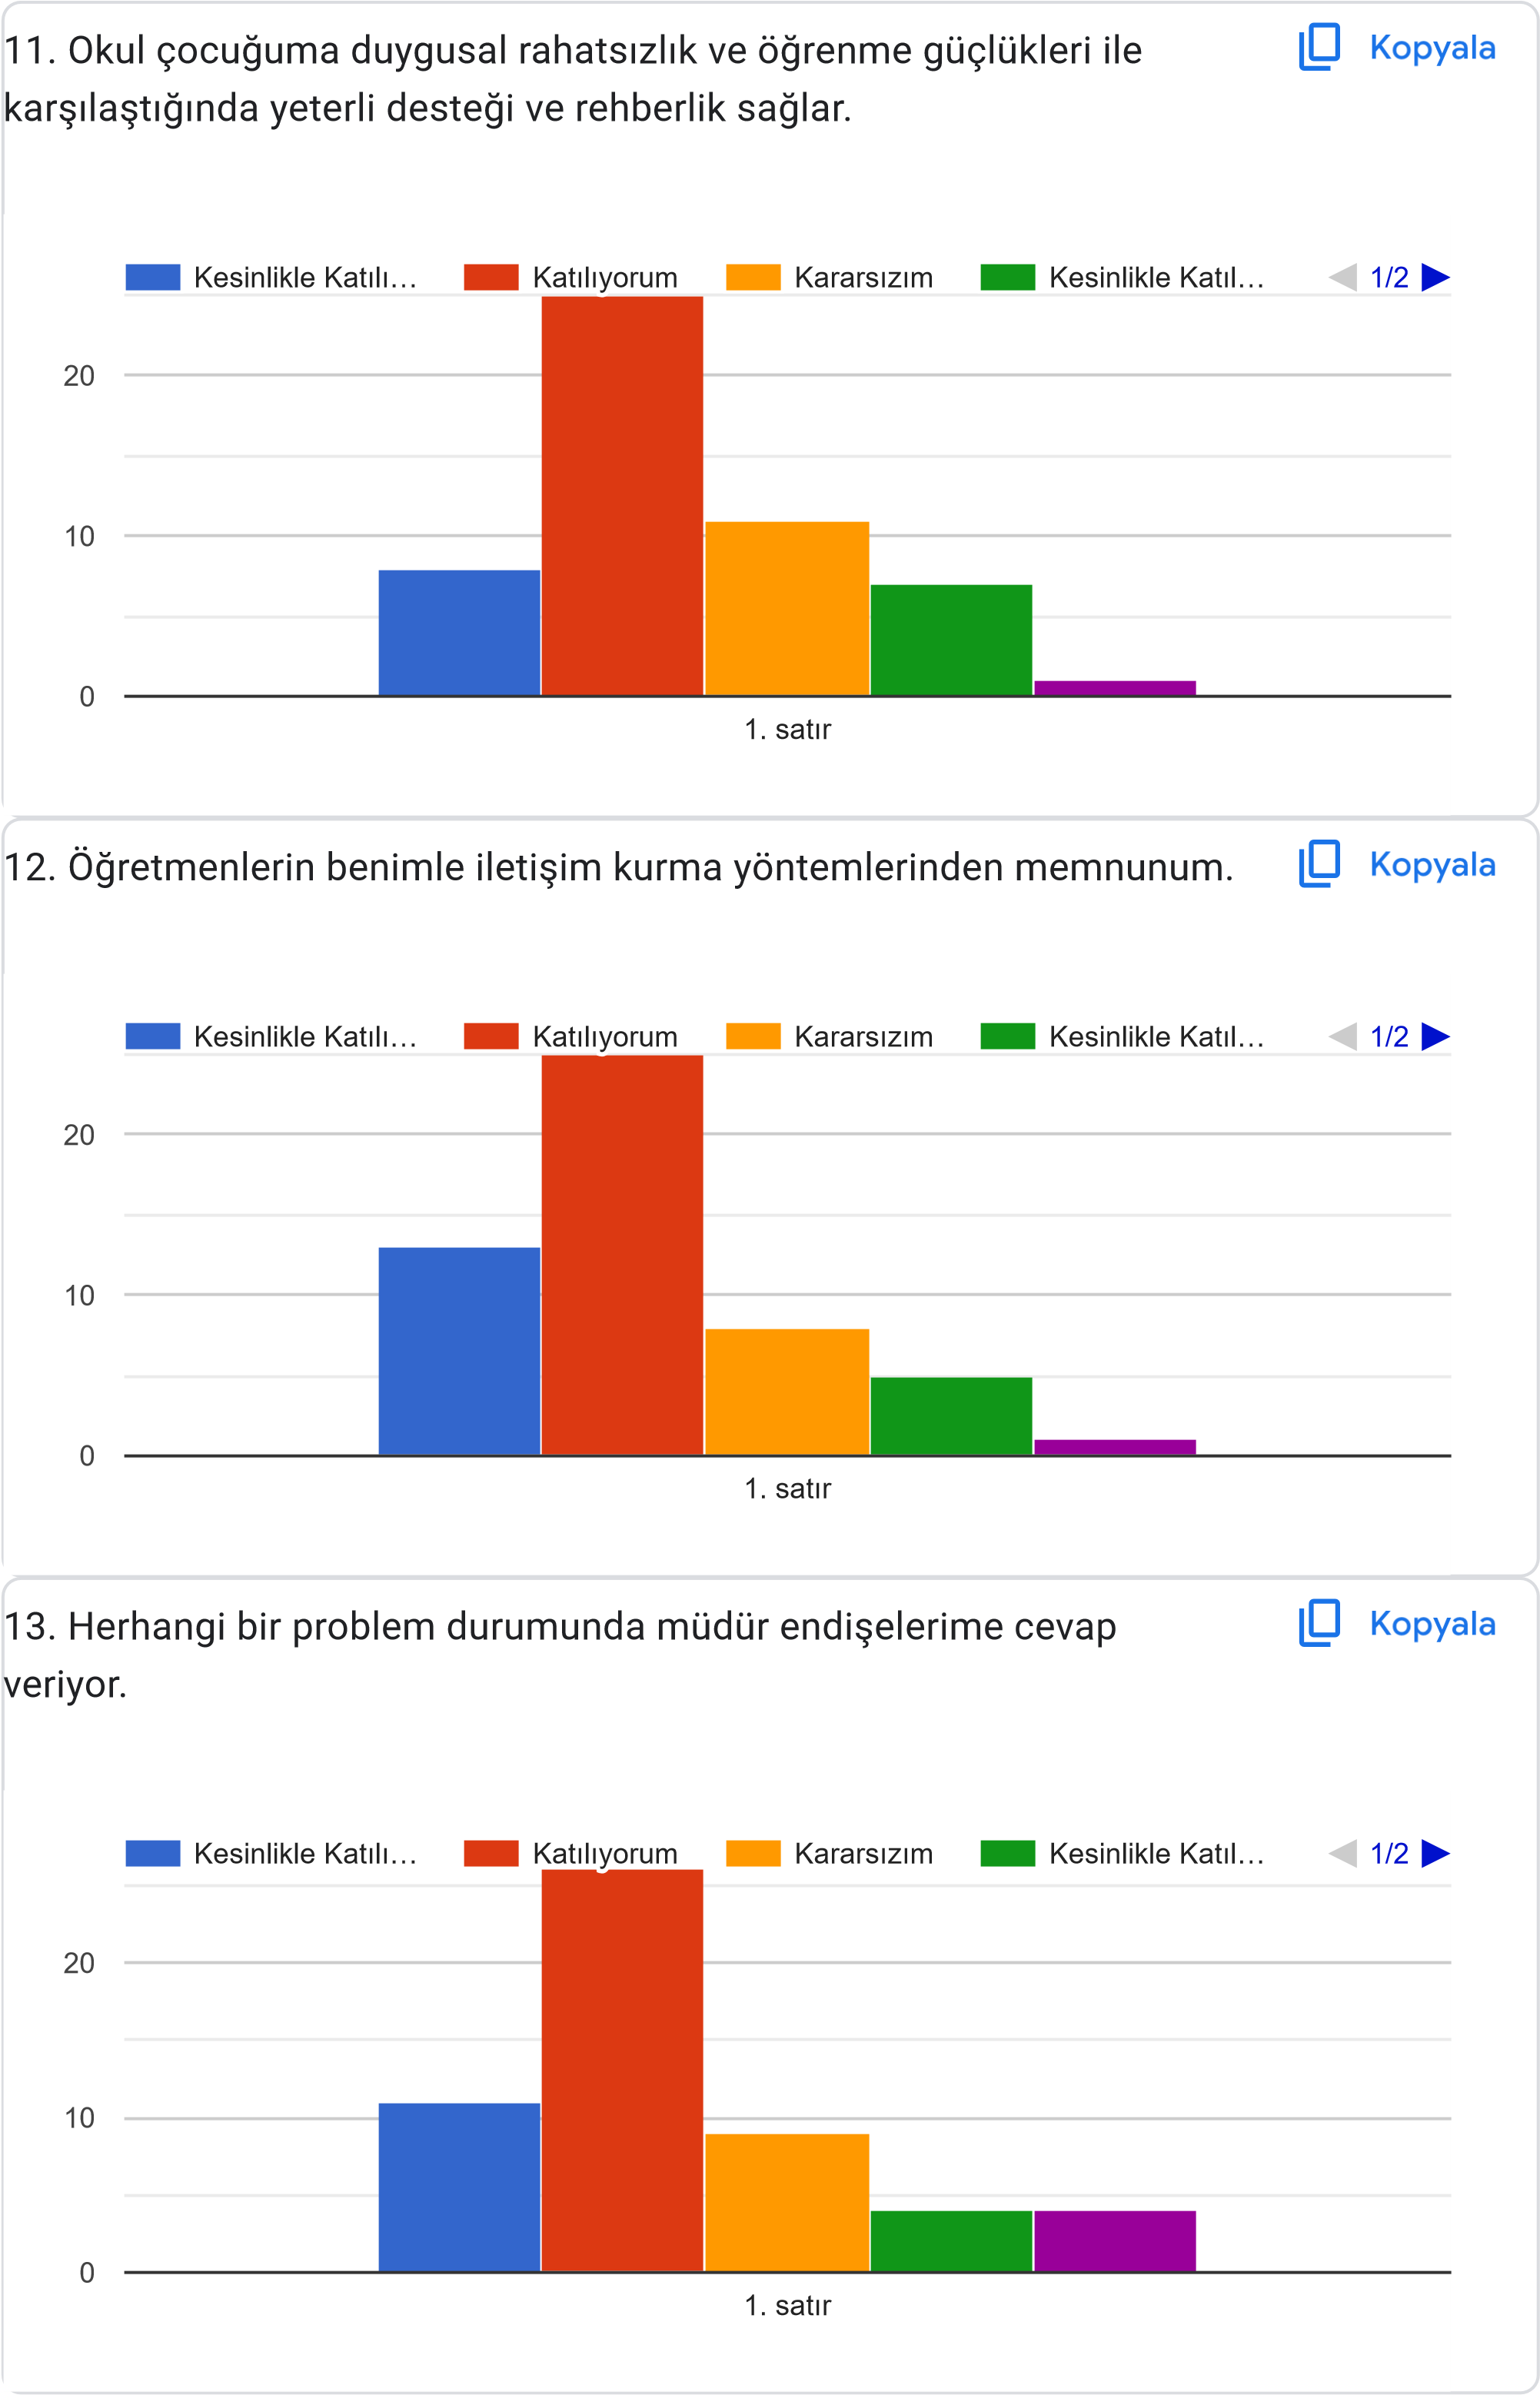 11. Okul çocuğuma duygusal rahatsızlık ve öğrenme güçlükleri ile
karşılaştığında yeterli desteği ve rehberlik sağlar.
Kopyala
Kesinlikle Katılı... Katılıyorum Kararsızım Kesinlikle Katıl... 1/2
20
10
0
1. satır
12. Öğretmenlerin benimle iletişim kurma yöntemlerinden memnunum.
Kopyala
Kesinlikle Katılı... Katılıyorum Kararsızım Kesinlikle Katıl... 1/2
20
10
0
1. satır
13. Herhangi bir problem durumunda müdür endişelerime cevap
veriyor.
Kopyala
Kesinlikle Katılı... Katılıyorum Kararsızım Kesinlikle Katıl... 1/2
20
10
0
1. satır